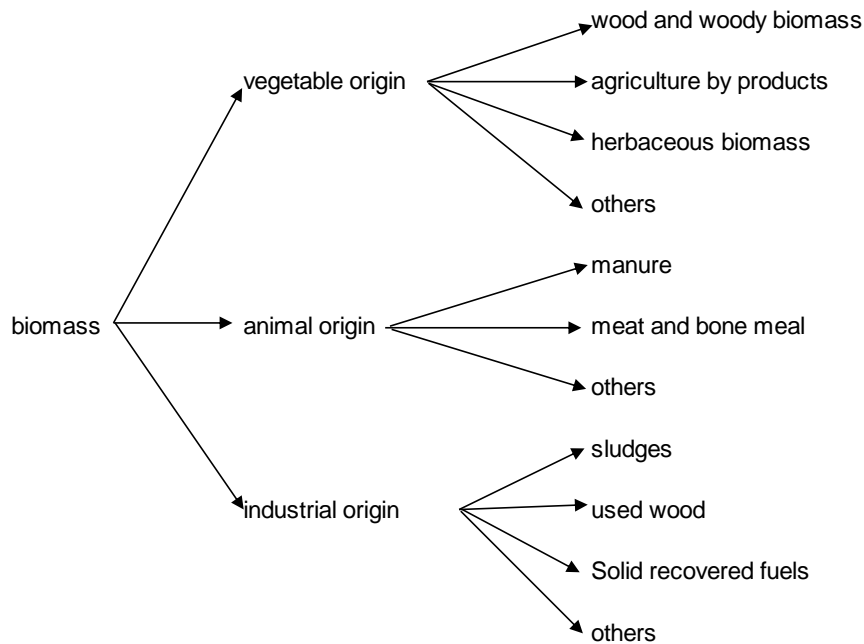 wood and woody biomass
vegetable origin
agriculture by products
herbaceous biomass
others
manure
biomass
animal origin
meat and bone meal
others
sludges
industrial origin
used wood
Solid recovered fuels
others